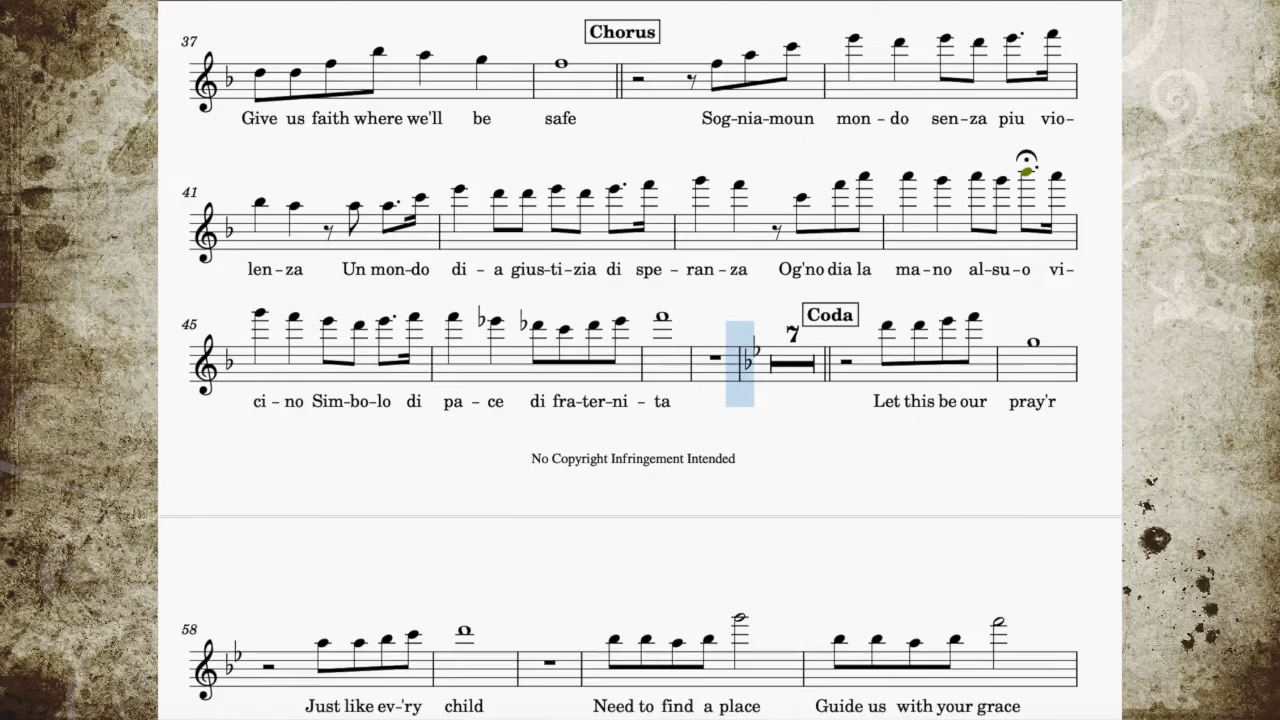 Chorus
37
Give us faith where we'll be safe Sog-nia-moun mon-do sen-za piu vio-
41
len-za Un mon-do di-a gius-ti-zia di spe-ran-za Og'no dia la ma-no al-su-o vi-
Coda
45
7
ci-no Sim-bo-lo di pa-ce di fra-ter-ni-ta Let this be our pray'r
No Copyright Infringement Intended
58
Just like ev-'ry child Need to find a place Guide us with your grace